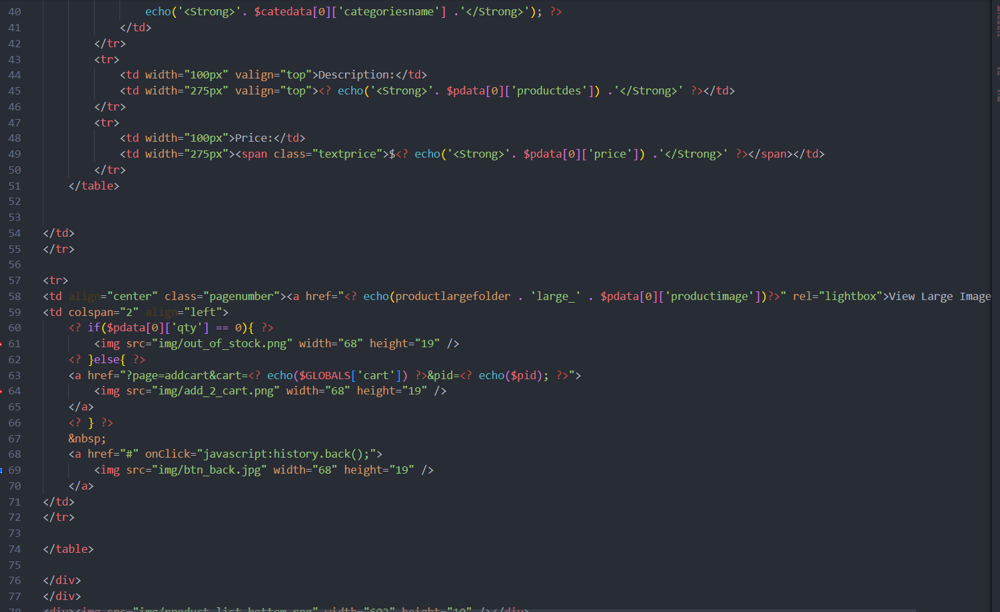 40 echo('<Strong>'. $catedata[0]['categoriesname'] .'</Strong>'); ?>
41 </td>
42 </tr>
43 <tr>
44 <td width="100px" valign="top">Description:</td>
45 <td width="275px" valign="top"><? echo('<Strong>'. $pdata[0]['productdes']) .'</Strong>' ?></td>
46 </tr>
47 <tr>
48 <td width="100px">Price:</td>
49 <td width="275px"><span class="textprice">$<? echo('<Strong>'. $pdata[0]['price']) .'</Strong>' ?></span></td>
50 </tr>
51 </table>
52
53
54 </td>
55 </tr>
56
57 <tr>
58 <td align="center" class="pagenumber"><a href="<? echo(productlargefolder . 'large_' . $pdata[0]['productimage'])?>" rel="lightbox">View Large Image
59 <td colspan="2" align="left">
60 <? if($pdata[0]['qty'] == 0){ ?>
61 <img src="img/out_of_stock.png" width="68" height="19" />
62 <? }else{ ?>
63 <a href="?page=addcart&cart=<? echo($GLOBALS['cart']) ?>&pid=<? echo($pid); ?>">
64 <img src="img/add_2_cart.png" width="68" height="19" />
65 </a>
66 <? } ?>
67 &nbsp;
68 <a href="#" onClick="javascript:history.back();">
69 <img src="img/btn_back.jpg" width="68" height="19" />
70 </a>
71 </td>
72 </tr>
73
74 </table>
75
76 </div>
77 </div>
78 <div><img src="img/product_list_bottom.png" width="602" height="10" /></div>